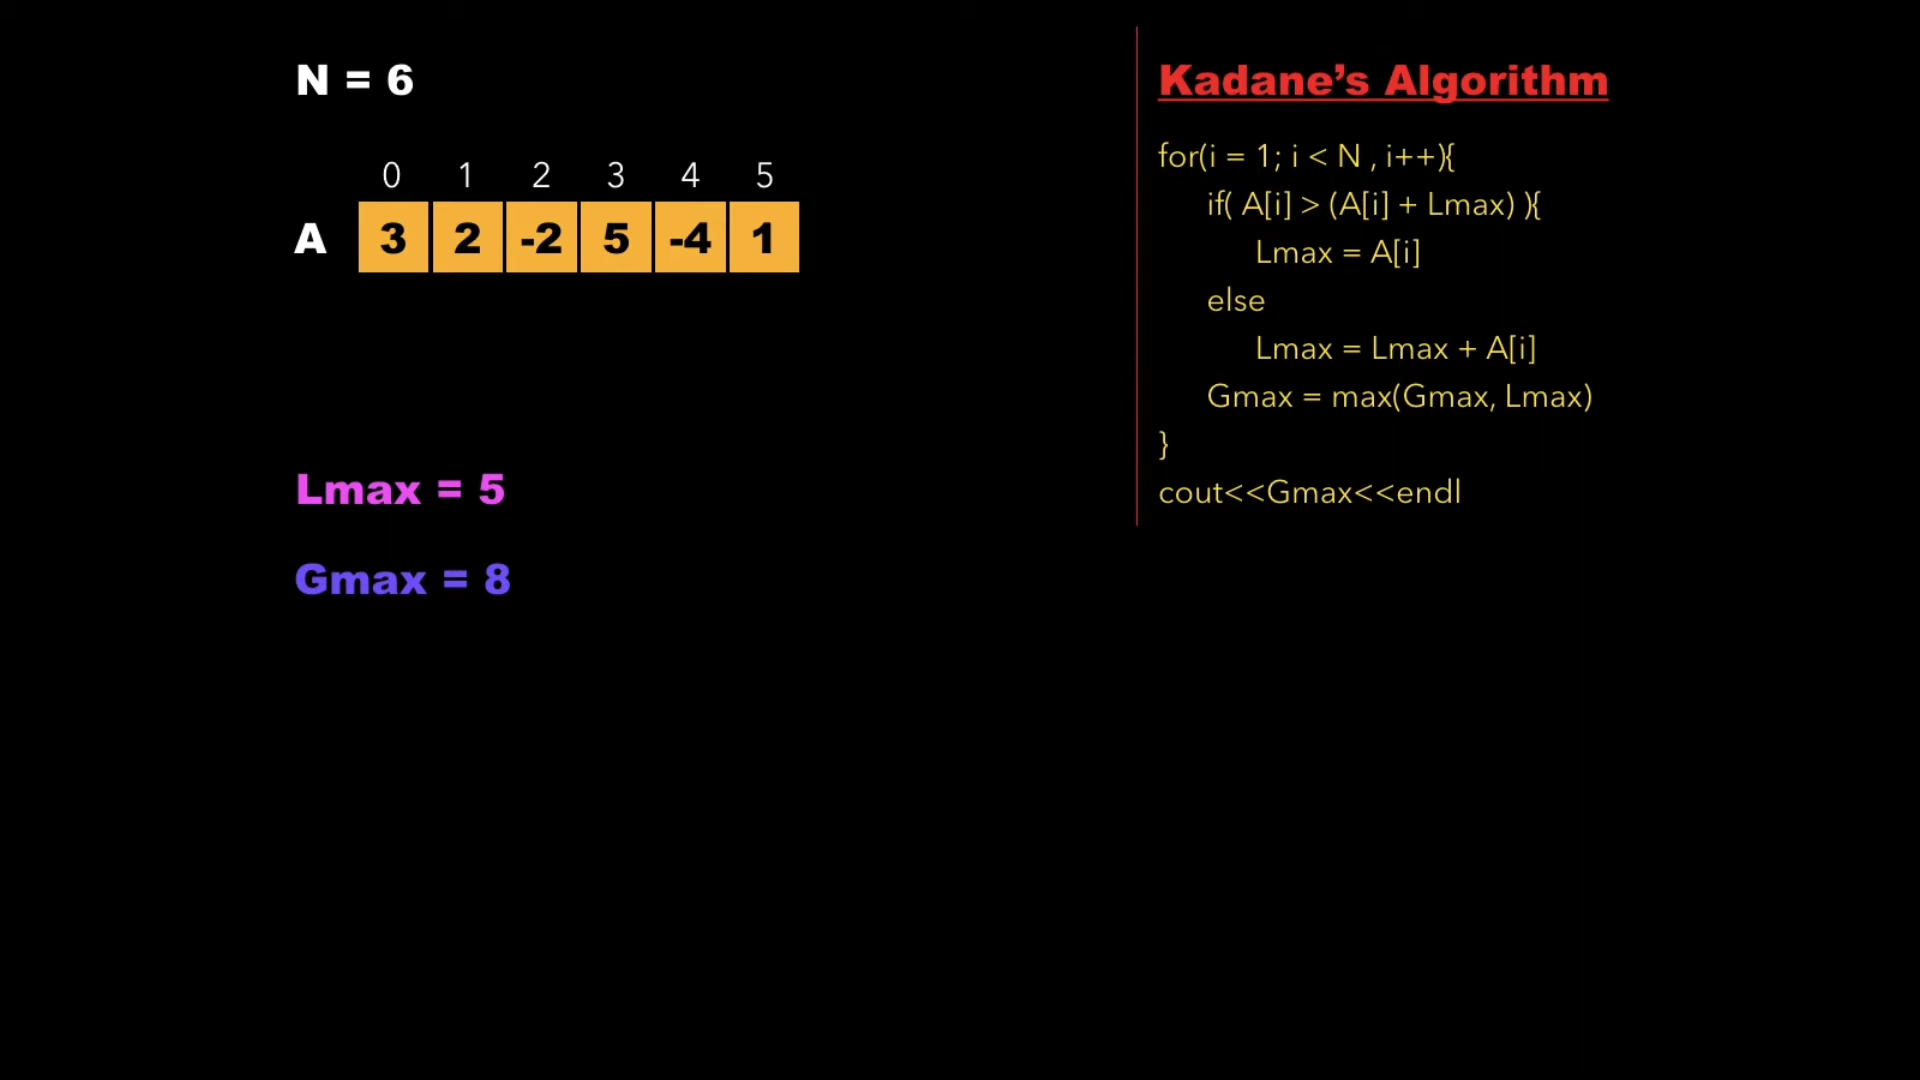 N = 6
0 1 2 3 4 5
A 3 2 -2 5 -4 1
Lmax = 5
Gmax = 8
Kadane’s Algorithm
for(i = 1; i < N , i++){
if( A[i] > (A[i] + Lmax) ){
Lmax = A[i]
else
Lmax = Lmax + A[i]
Gmax = max(Gmax, Lmax)
}
cout<<Gmax<<endl